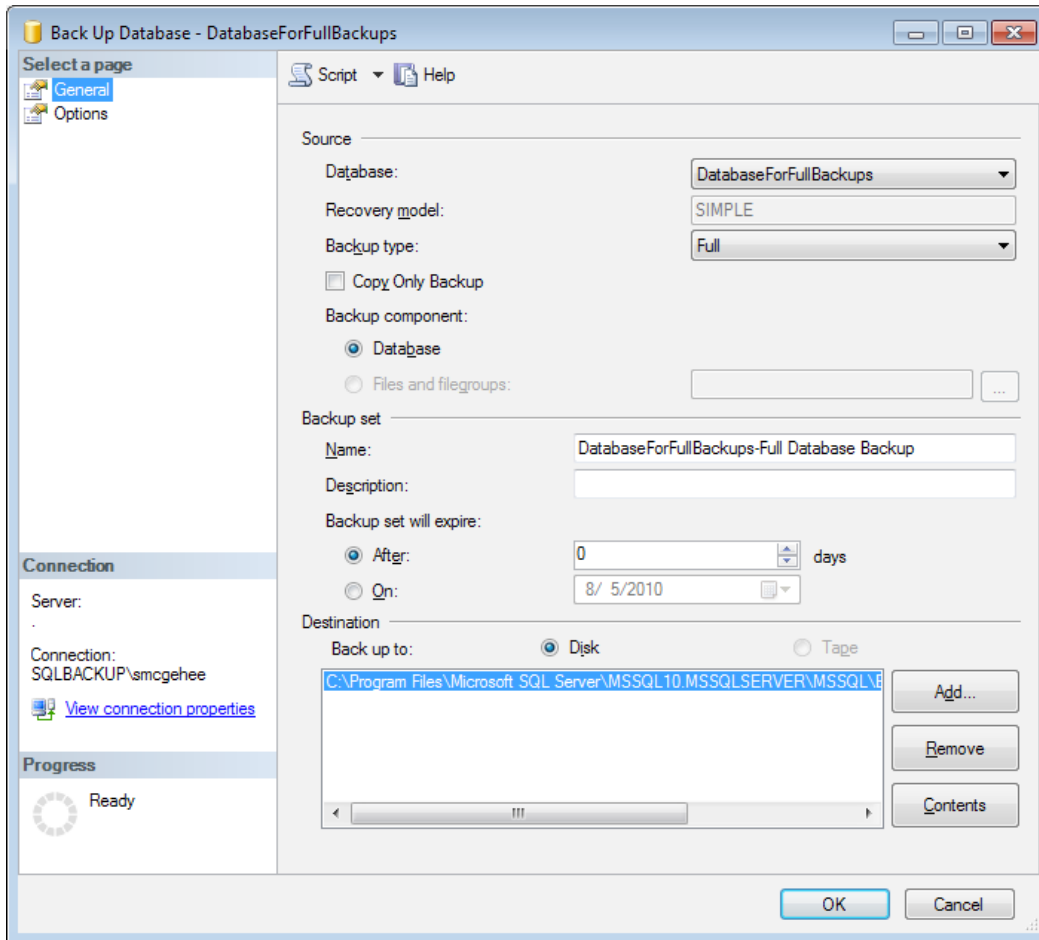 Back Up Database - DatabaseForFullBackups
Select a page
General
Options
Script Help
Source
Database: DatabaseForFullBackups
Recovery model: SIMPLE
Backup type: Full
Copy Only Backup
Backup component:
Database
Files and filegroups: ...
Backup set
Name: DatabaseForFullBackups-Full Database Backup
Description:
Backup set will expire:
After: 0 days
On: 8/ 5/2010
Destination
Back up to: Disk Tape
C:\Program Files\Microsoft SQL Server\MSSQL10.MSSQLSERVER\MSSQL\
Add...
Remove
Contents
Connection
Server:
.
Connection:
SQLBACKUP\smcgehee
View connection properties
Progress
Ready
OK Cancel